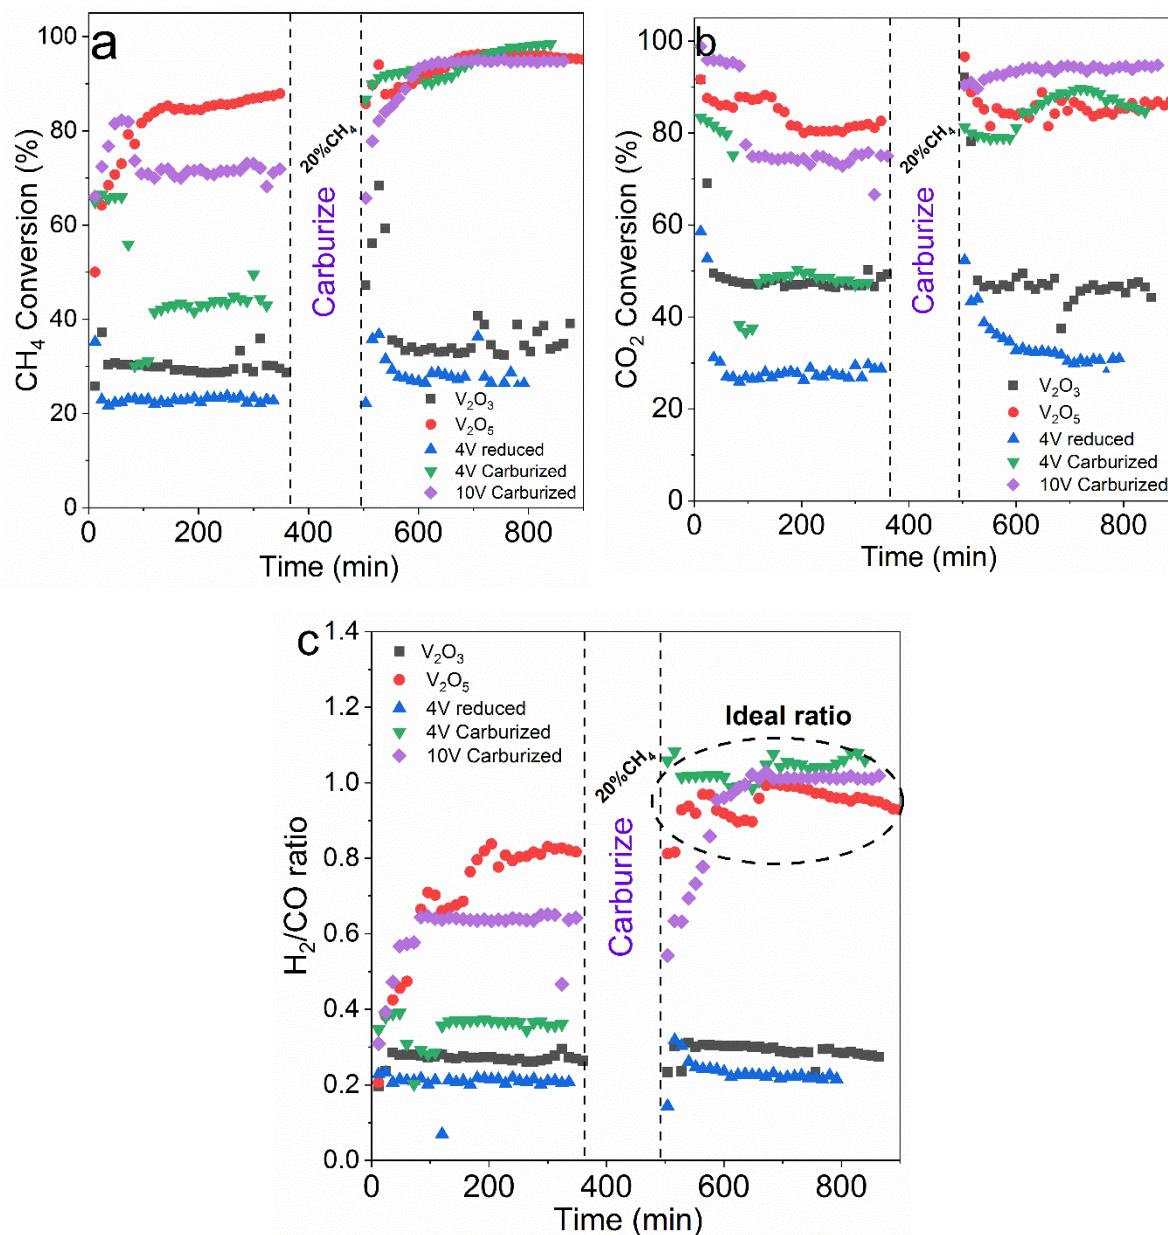 a
100
80
60
40
20
0
CH₄ Conversion (%)
20%CH₄
Carburize
V₂O₃
V₂O₅
4V reduced
4V Carburized
10V Carburized
0 200 400 600 800
Time (min)
b
100
80
60
40
20
0
CO₂ Conversion (%)
20%CH₄
Carburize
V₂O₃
V₂O₅
4V reduced
4V Carburized
10V Carburized
0 200 400 600 800
Time (min)
c
1.4
1.2
1.0
0.8
0.6
0.4
0.2
0.0
H₂/CO ratio
V₂O₃
V₂O₅
4V reduced
4V Carburized
10V Carburized
20%CH₄
Carburize
Ideal ratio
0 200 400 600 800
Time (min)